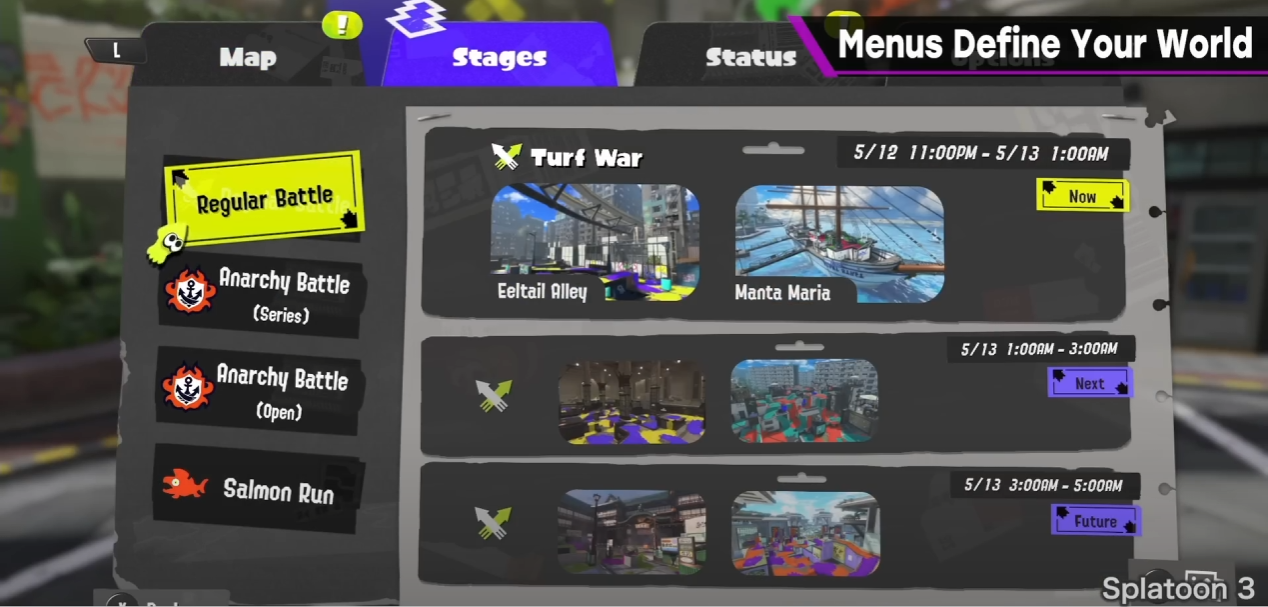 L
Map
!
Stages
Status
Menus Define Your World
Options
Regular Battle
Anarchy Battle
(Series)
Anarchy Battle
(Open)
Salmon Run
Turf War
5/12 11:00PM - 5/13 1:00AM
Now
Eeltail Alley
Manta Maria
5/13 1:00AM - 3:00AM
Next
5/13 3:00AM - 5:00AM
Future
Splatoon 3